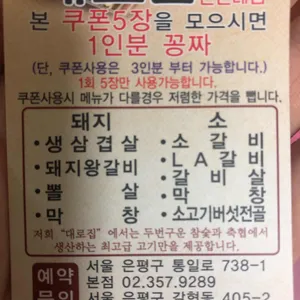 본 쿠폰5장을 모으시면
1인분 꽁짜
(단, 쿠폰사용은 3인분 부터 가능합니다.)
1회 5장만 사용가능합니다.
쿠폰사용시 메뉴가 다를경우 저렴한 가격을 뺍니다.
돼지
· 생삼겹살
· 돼지왕갈비
· 뽈살
· 막창
소
· 소갈비
· LA갈비
· 갈비살
· 막창
· 소고기버섯전골
저희 "대로집" 에서는 두번구운 참숯과 축협에서
생산하는 최고급 고기만을 제공합니다.
예약
문의
서울 은평구 통일로 738-1
본점 02.357.9289
서울 은평구 갈현로 405-2